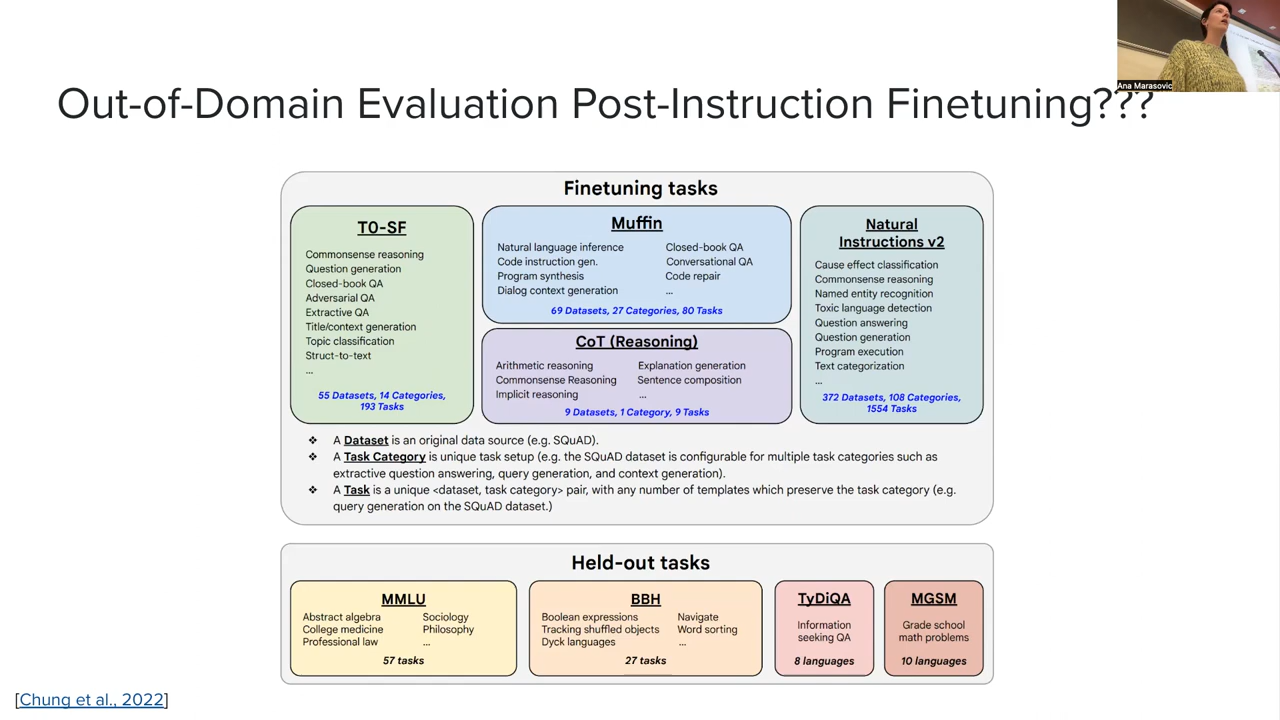 Ana Marasovic
Out-of-Domain Evaluation Post-Instruction Finetuning???
Finetuning tasks
T0-SF
Commonsense reasoning
Question generation
Closed-book QA
Adversarial QA
Extractive QA
Title/context generation
Topic classification
Struct-to-text
...
55 Datasets, 14 Categories,
193 Tasks
Muffin
Natural language inference
Code instruction gen.
Program synthesis
Dialog context generation
Closed-book QA
Conversational QA
Code repair
...
69 Datasets, 27 Categories, 80 Tasks
CoT (Reasoning)
Arithmetic reasoning
Commonsense Reasoning
Implicit reasoning
Explanation generation
Sentence composition
...
9 Datasets, 1 Category, 9 Tasks
Natural
Instructions v2
Cause effect classification
Commonsense reasoning
Named entity recognition
Toxic language detection
Question answering
Question generation
Program execution
Text categorization
...
372 Datasets, 108 Categories,
1554 Tasks
❖ A Dataset is an original data source (e.g. SQuAD).
❖ A Task Category is unique task setup (e.g. the SQuAD dataset is configurable for multiple task categories such as
extractive question answering, query generation, and context generation).
❖ A Task is a unique <dataset, task category> pair, with any number of templates which preserve the task category (e.g.
query generation on the SQuAD dataset.)
Held-out tasks
MMLU
Abstract algebra
College medicine
Professional law
Sociology
Philosophy
...
57 tasks
BBH
Boolean expressions
Tracking shuffled objects
Dyck languages
Navigate
Word sorting
...
27 tasks
TyDiQA
Information
seeking QA
8 languages
MGSM
Grade school
math problems
10 languages
[Chung et al., 2022]